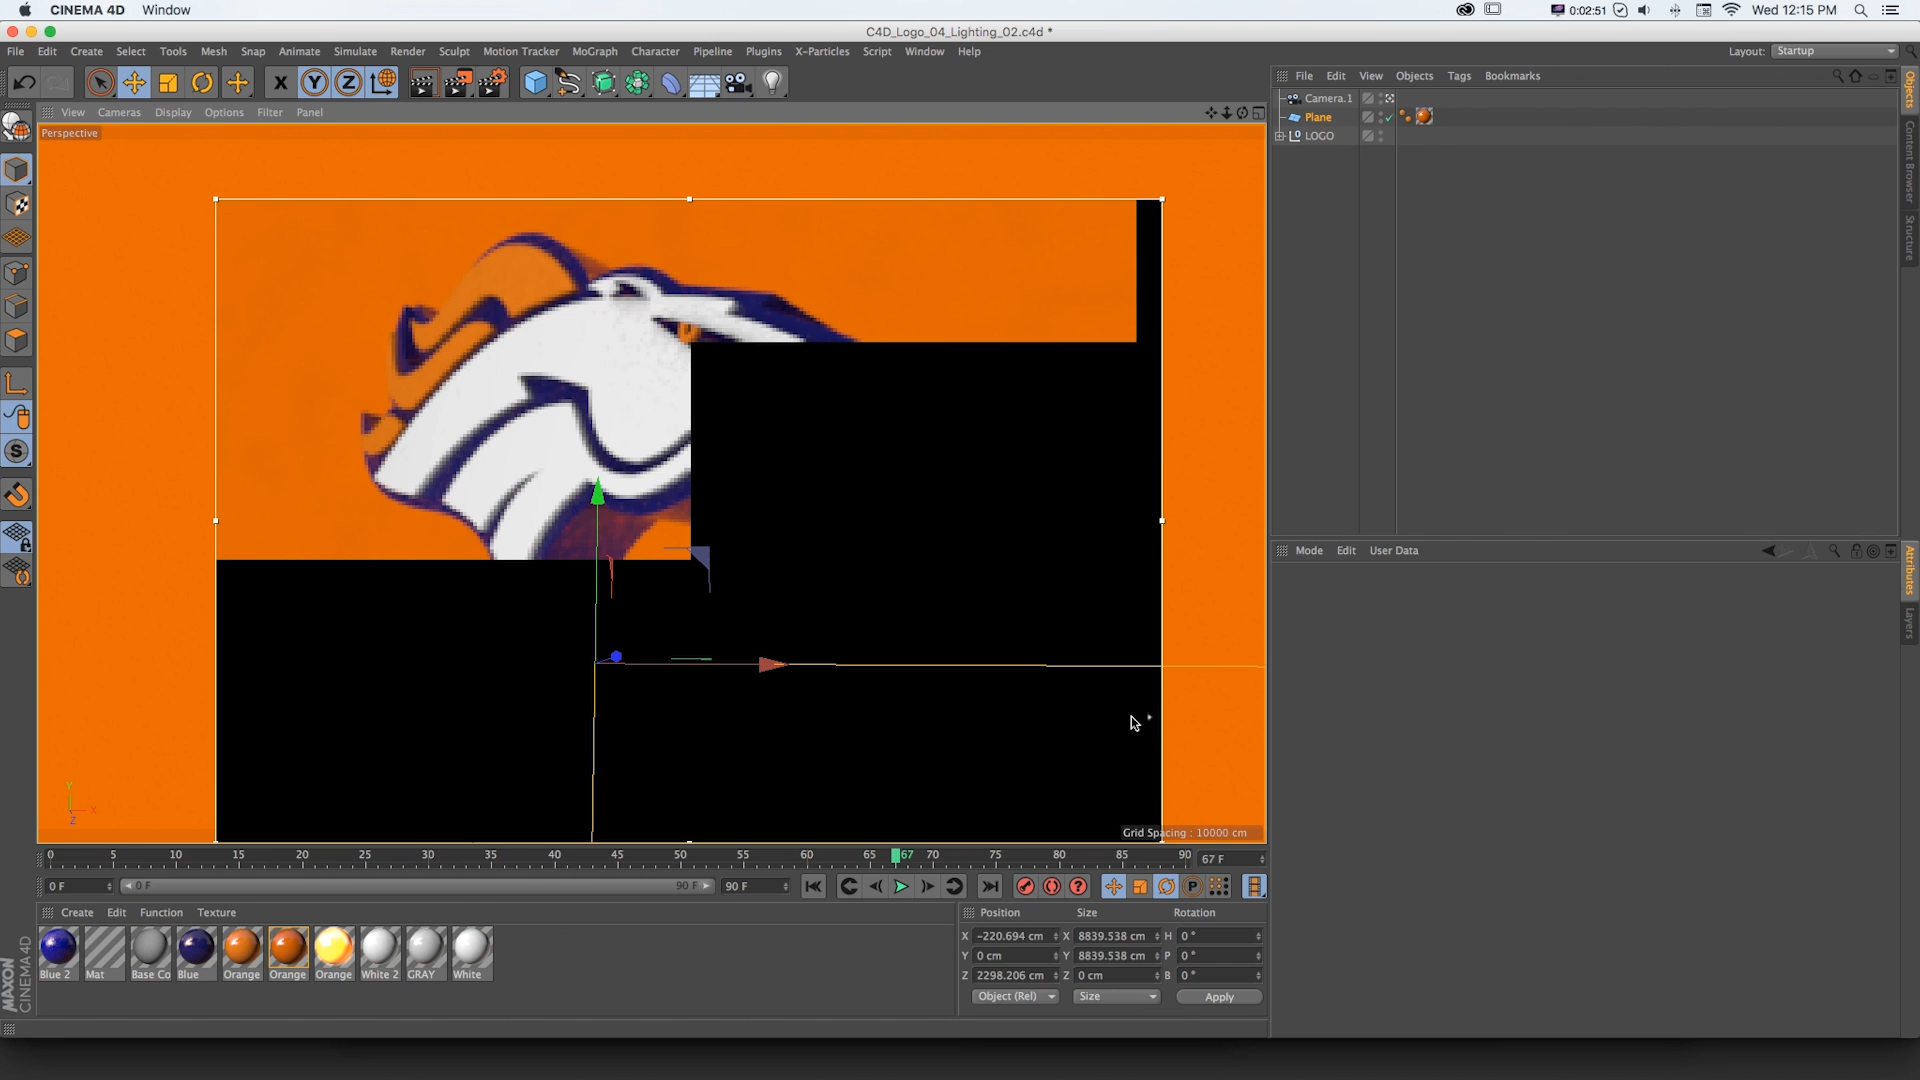 CINEMA 4D Window 0:02:51 Wed 12:15 PM
C4D_Logo_04_Lighting_02.c4d *
File Edit Create Select Tools Mesh Snap Animate Simulate Render Sculpt Motion Tracker MoGraph Character Pipeline Plugins X-Particles Script Window Help Layout: Startup
X Y Z
File Edit View Objects Tags Bookmarks
View Cameras Display Options Filter Panel
Perspective
Camera.1
Plane
LOGO
Objects
Content Browser
Structure
Mode Edit User Data
Attributes
Layers
S
Y
X
Z
Grid Spacing : 10000 cm
0 5 10 15 20 25 30 35 40 45 50 55 60 65 67 70 75 80 85 90 67 F
0 F 0 F 90 F 90 F
P
Create Edit Function Texture
Position Size Rotation
X -220.694 cm X 8839.538 cm H 0 °
Y 0 cm Y 8839.538 cm P 0 °
Z 2298.206 cm Z 0 cm B 0 °
Object (Rel) Size Apply
Blue 2 Mat Base Co Blue Orange Orange Orange White 2 GRAY White
MAXON
CINEMA 4D